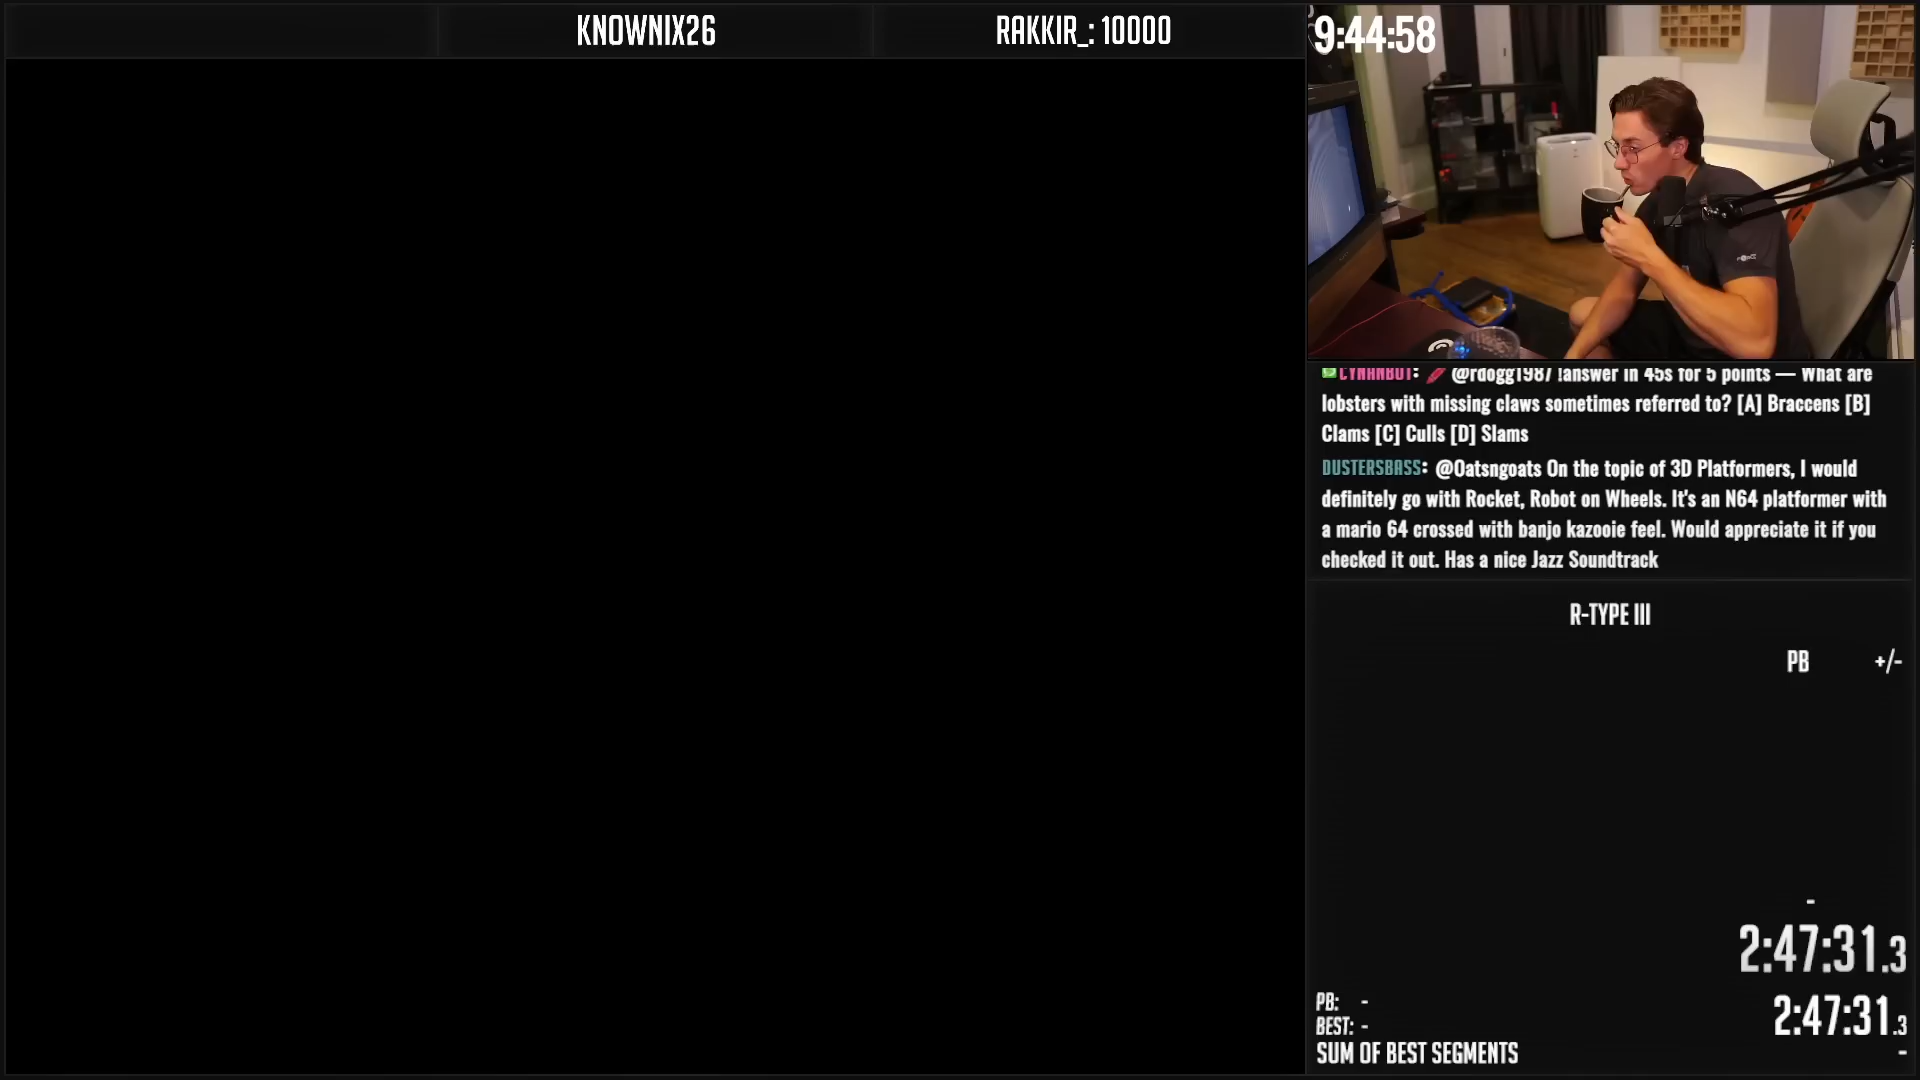 KNOWNIX26
RAKKIR_: 10000
9:44:58
CYNANBOT: @rdogg1987 !answer in 45s for 5 points — What are
lobsters with missing claws sometimes referred to? [A] Braccens [B]
Clams [C] Culls [D] Slams
DUSTERSBASS: @Oatsngoats On the topic of 3D Platformers, I would
definitely go with Rocket, Robot on Wheels. It's an N64 platformer with
a mario 64 crossed with banjo kazooie feel. Would appreciate it if you
checked it out. Has a nice Jazz Soundtrack
R-TYPE III
PB +/-
-
2:47:31.3
PB: -
2:47:31.3
BEST: -
SUM OF BEST SEGMENTS -